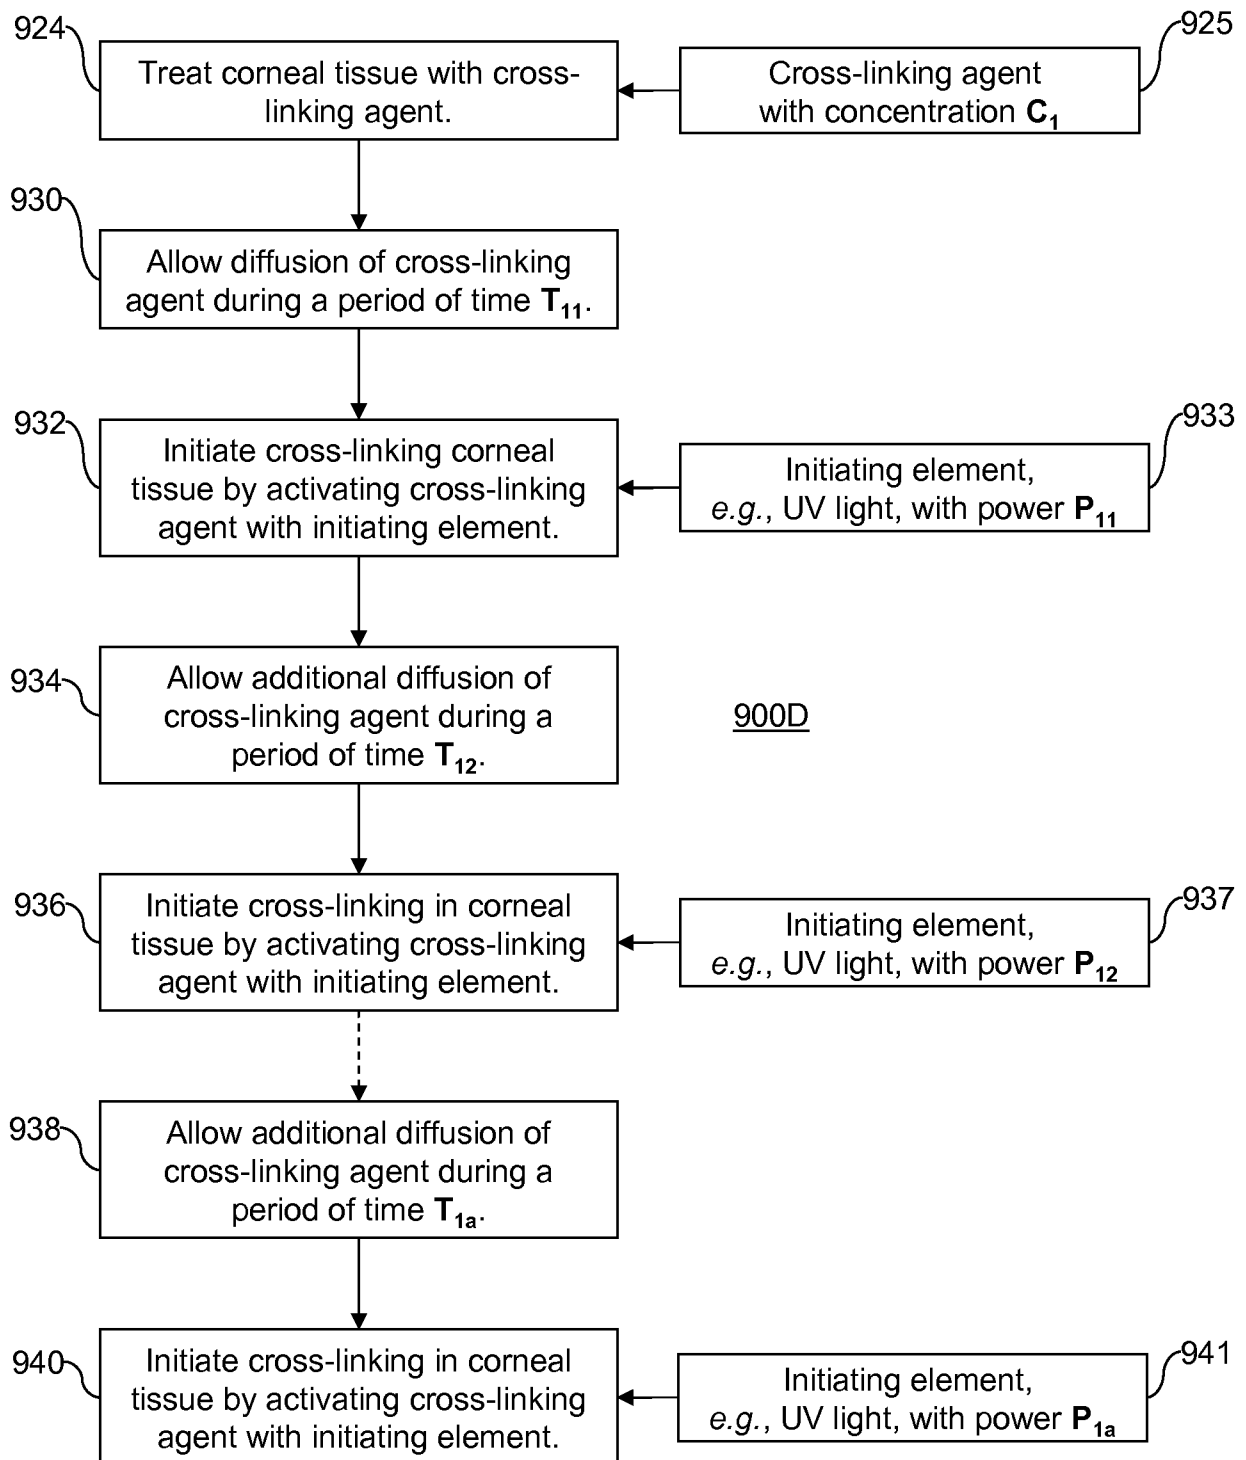 924
Treat corneal tissue with cross-
linking agent.
Cross-linking agent
with concentration C₁
925
930
Allow diffusion of cross-linking
agent during a period of time T₁₁.
932
Initiate cross-linking corneal
tissue by activating cross-linking
agent with initiating element.
Initiating element,
e.g., UV light, with power P₁₁
933
934
Allow additional diffusion of
cross-linking agent during a
period of time T₁₂.
900D
936
Initiate cross-linking in corneal
tissue by activating cross-linking
agent with initiating element.
Initiating element,
e.g., UV light, with power P₁₂
937
938
Allow additional diffusion of
cross-linking agent during a
period of time T₁ₐ.
940
Initiate cross-linking in corneal
tissue by activating cross-linking
agent with initiating element.
Initiating element,
e.g., UV light, with power P₁ₐ
941